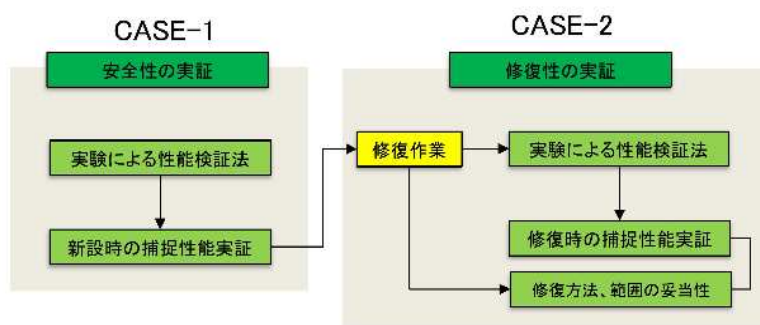 CASE-1
安全性の実証
実験による性能検証法
新設時の捕捉性能実証
CASE-2
修復性の実証
修復作業
実験による性能検証法
修復時の捕捉性能実証
修復方法、範囲の妥当性